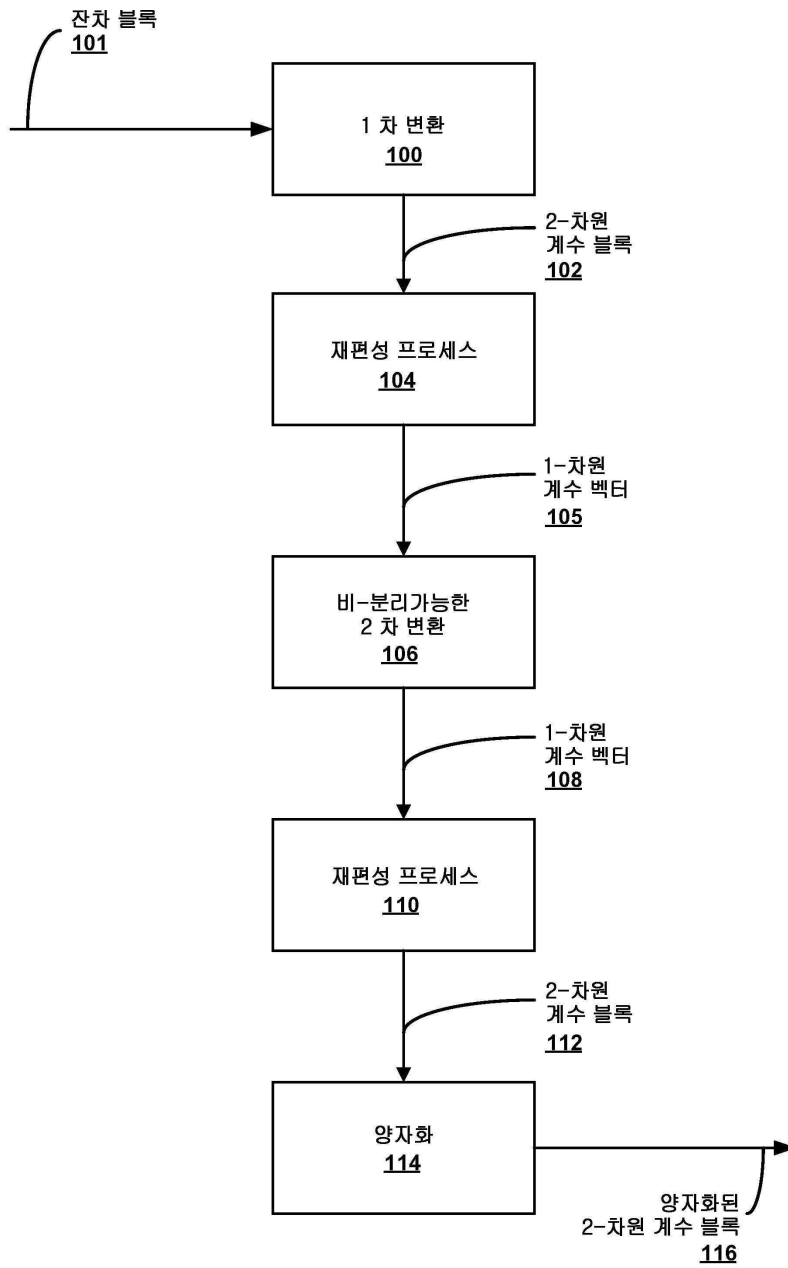 잔차 블록
101
1 차 변환
100
2-차원
계수 블록
102
재편성 프로세스
104
1-차원
계수 벡터
105
비-분리가능한
2 차 변환
106
1-차원
계수 벡터
108
재편성 프로세스
110
2-차원
계수 블록
112
양자화
114
양자화된
2-차원 계수 블록
116